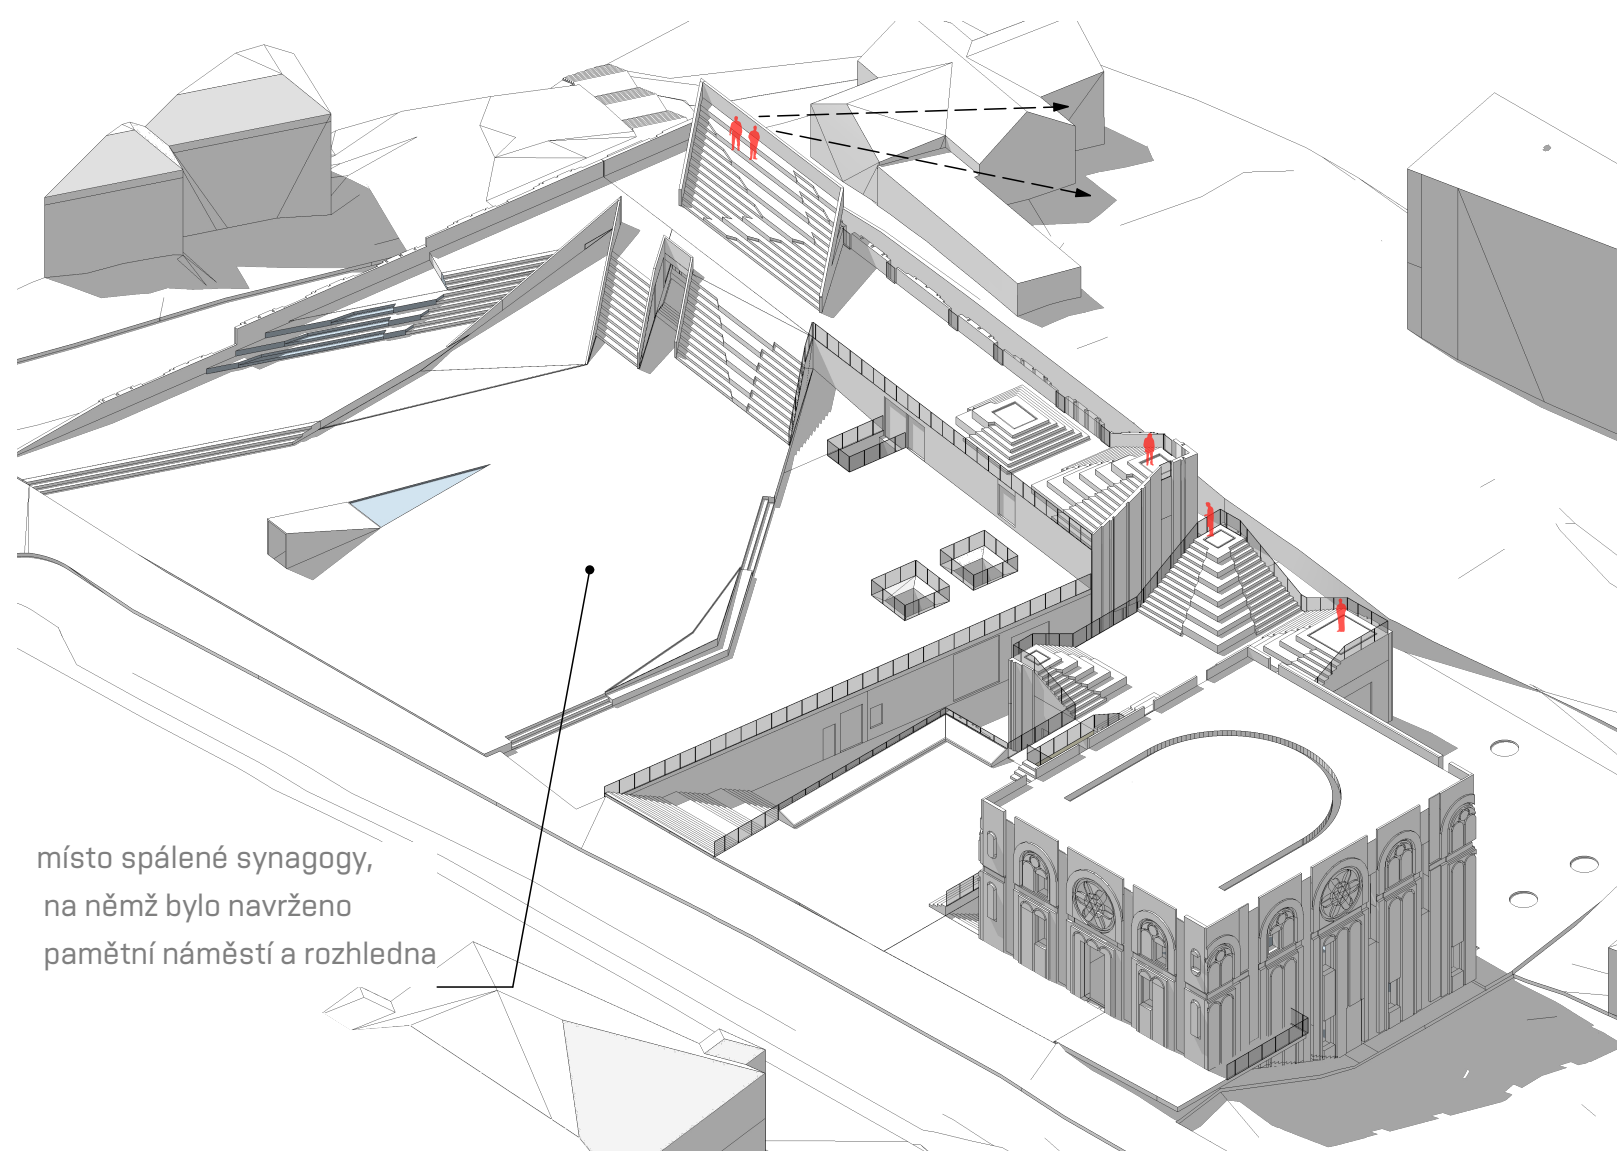 místo spálené synagogy,
na němž bylo navrženo
pamětní náměstí a rozhledna